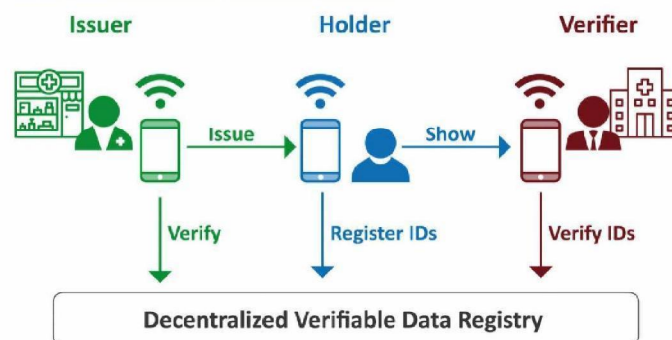 Issuer
Holder
Verifier
Issue
Show
Verify
Register IDs
Verify IDs
Decentralized Verifiable Data Registry